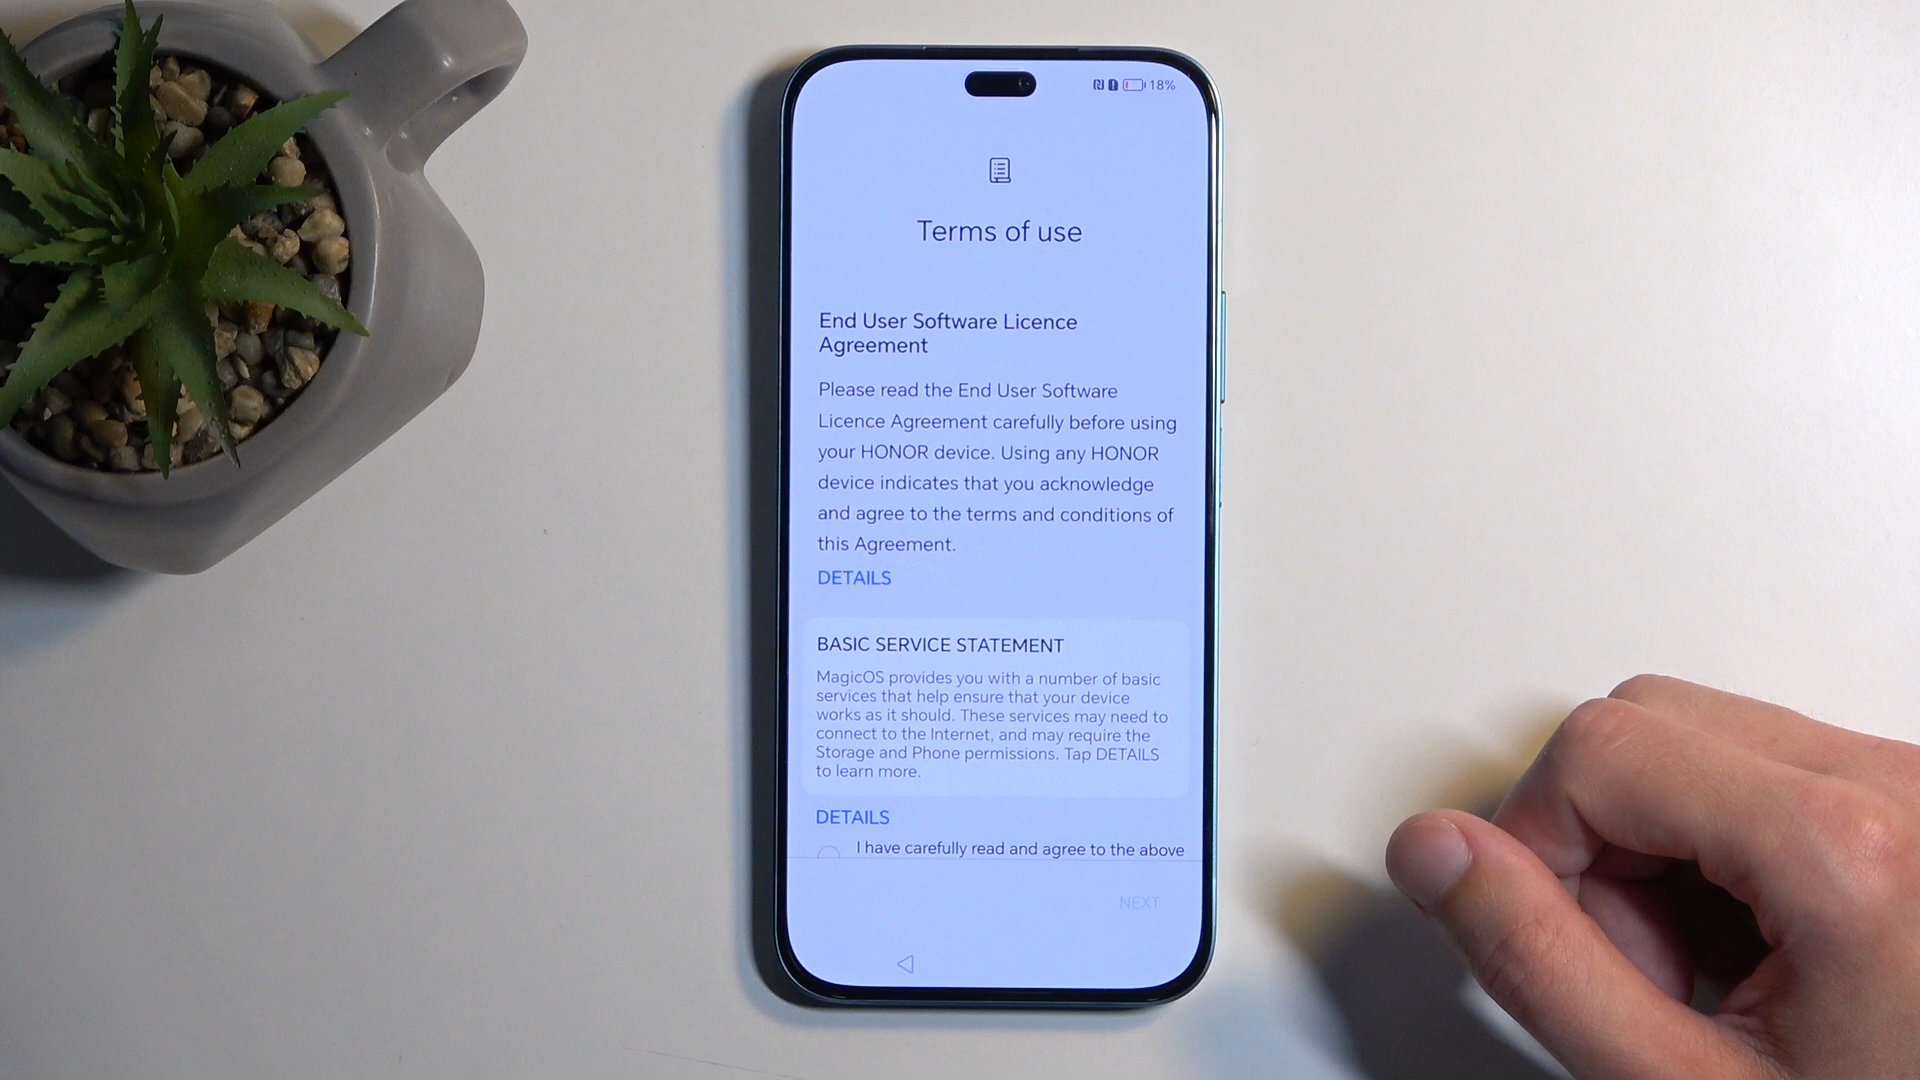 18%
Terms of use
End User Software Licence
Agreement
Please read the End User Software
Licence Agreement carefully before using
your HONOR device. Using any HONOR
device indicates that you acknowledge
and agree to the terms and conditions of
this Agreement.
DETAILS
BASIC SERVICE STATEMENT
MagicOS provides you with a number of basic
services that help ensure that your device
works as it should. These services may need to
connect to the Internet, and may require the
Storage and Phone permissions. Tap DETAILS
to learn more.
DETAILS
I have carefully read and agree to the above
NEXT